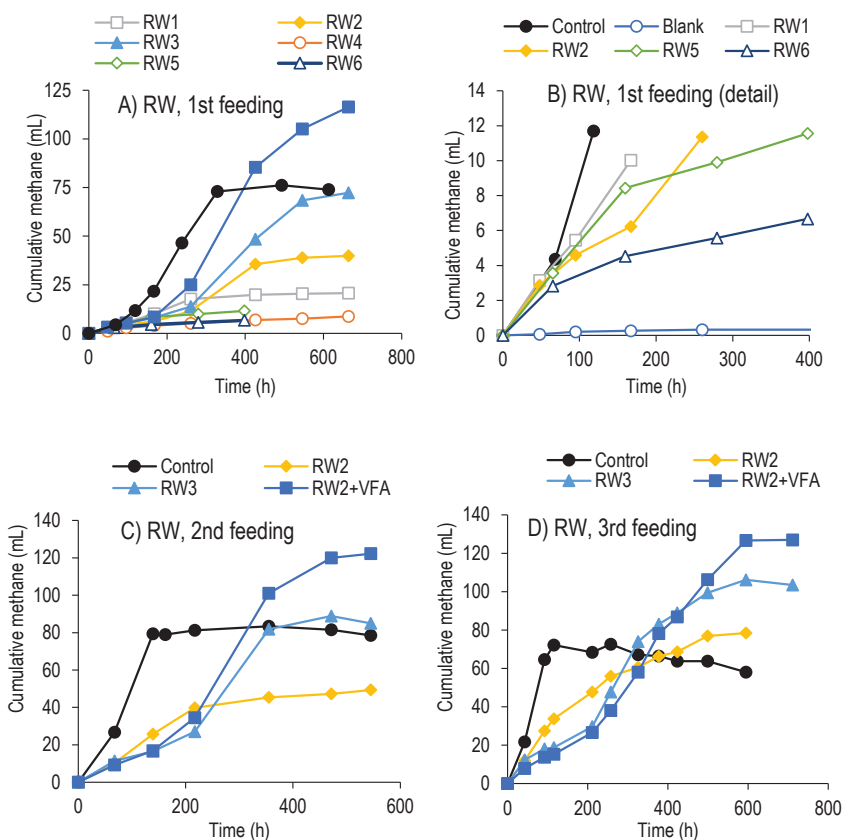 RW1 RW2
RW3 RW4
RW5 RW6
A) RW, 1st feeding
Cumulative methane (mL)
125
100
75
50
25
0
0 200 400 600 800
Time (h)
Control Blank RW1
RW2 RW5 RW6
B) RW, 1st feeding (detail)
Cumulative methane (mL)
14
12
10
8
6
4
2
0
0 100 200 300 400
Time (h)
Control RW2
RW3 RW2+VFA
C) RW, 2nd feeding
Cumulative methane (mL)
140
120
100
80
60
40
20
0
0 200 400 600
Time (h)
Control RW2
RW3 RW2+VFA
D) RW, 3rd feeding
Cumulative methane (mL)
140
120
100
80
60
40
20
0
0 200 400 600 800
Time (h)